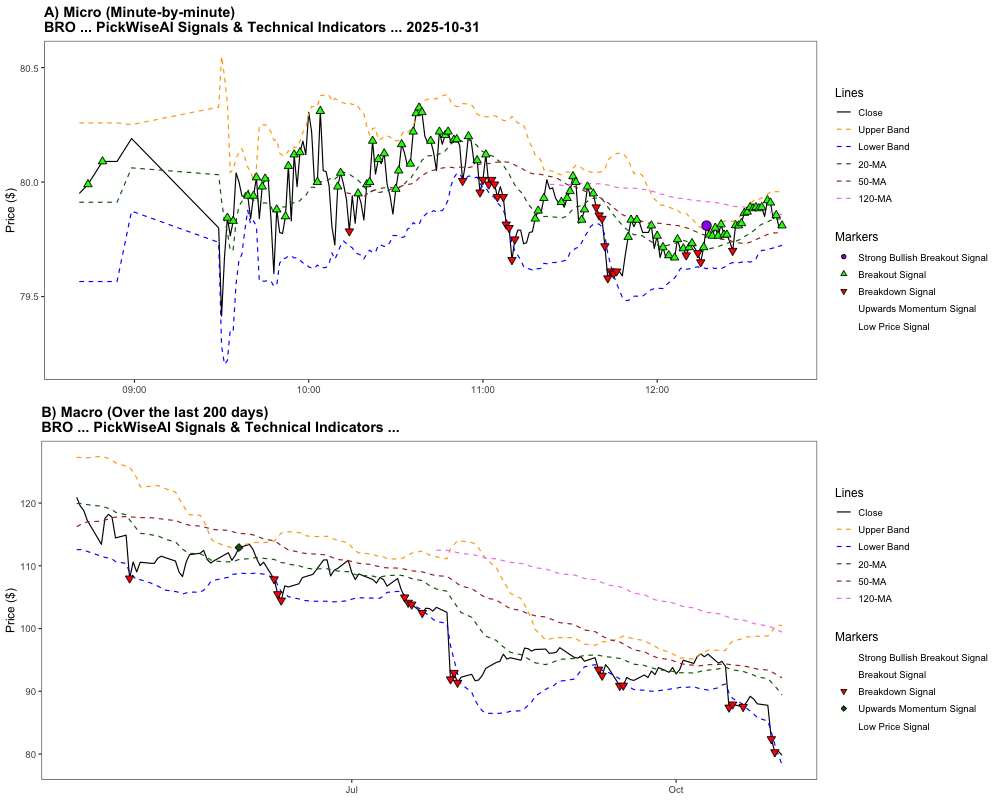 A) Micro (Minute-by-minute)
BRO ... PickWiseAI Signals & Technical Indicators ... 2025-10-31
Price ($)
80.5
80.0
79.5
09:00
10:00
11:00
12:00
Lines
Close
Upper Band
Lower Band
20-MA
50-MA
120-MA
Markers
Strong Bullish Breakout Signal
Breakout Signal
Breakdown Signal
Upwards Momentum Signal
Low Price Signal
B) Macro (Over the last 200 days)
BRO ... PickWiseAI Signals & Technical Indicators ...
Price ($)
120
110
100
90
80
Jul
Oct
Lines
Close
Upper Band
Lower Band
20-MA
50-MA
120-MA
Markers
Strong Bullish Breakout Signal
Breakout Signal
Breakdown Signal
Upwards Momentum Signal
Low Price Signal